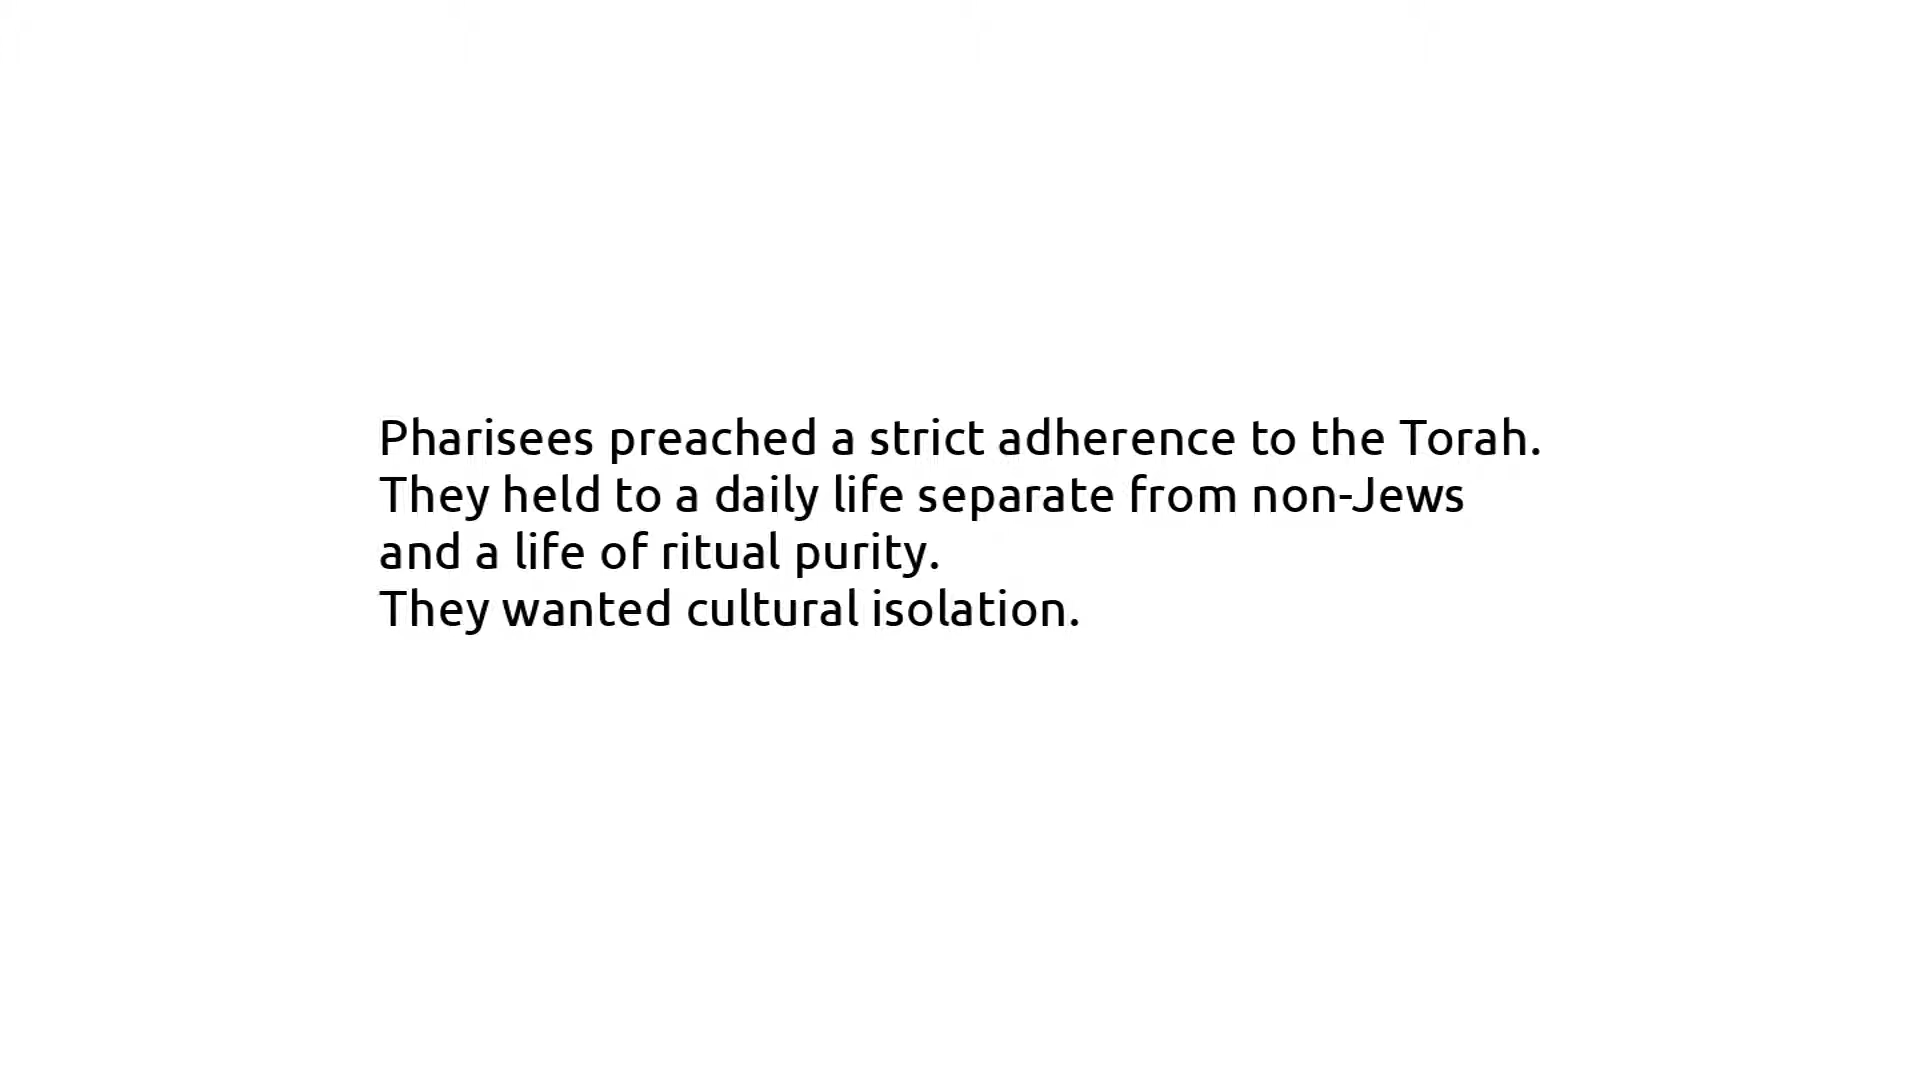 Pharisees preached a strict adherence to the Torah.
They held to a daily life separate from non-Jews
and a life of ritual purity.
They wanted cultural isolation.